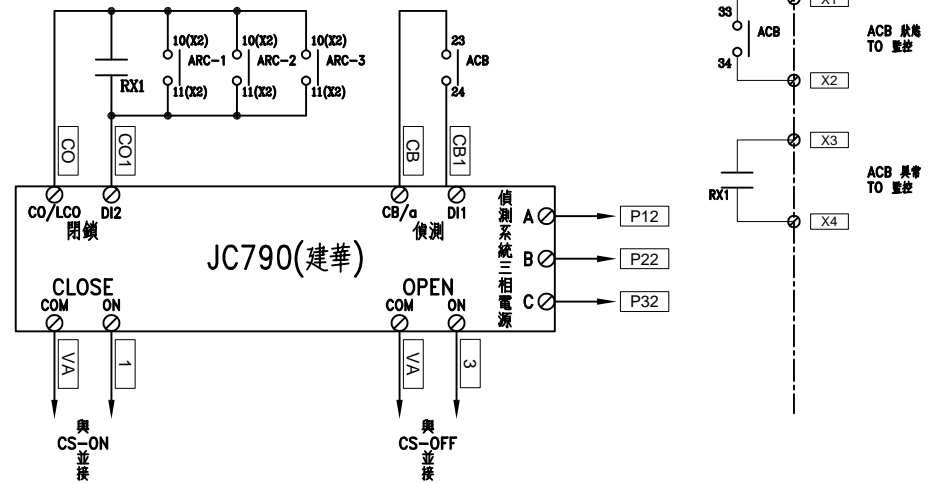 10(X2)
ARC-1
11(X2)
10(X2)
ARC-2
11(X2)
10(X2)
ARC-3
11(X2)
RX1
23
ACB
24
CO
CO1
CB
CB1
CO/LCO
DI2
閉鎖
CB/a
DI1
偵測
偵測系統三相電源
A
P12
B
P22
C
P32
JC790(建華)
CLOSE
COM
ON
OPEN
COM
ON
VA
1
VA
3
與
CS-ON
並接
與
CS-OFF
並接
X1
33
ACB
34
X2
ACB 狀態
TO 監控
X3
RX1
X4
ACB 異常
TO 監控